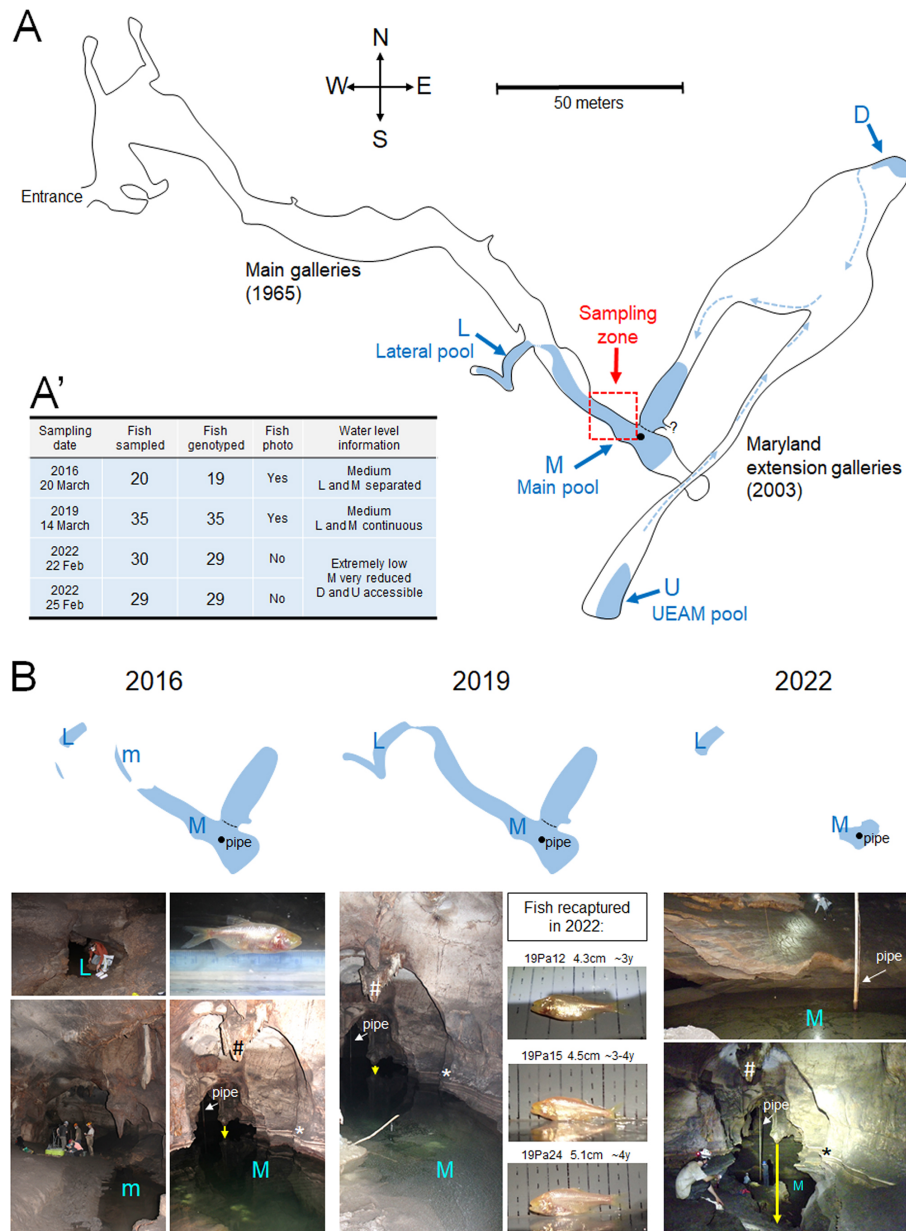 A
N
W
E
S
50 meters
D
Entrance
Main galleries
(1965)
L
Lateral pool
Sampling
zone
?
M
Main pool
Maryland
extension galleries
(2003)
U
UEAM pool
A'
Sampling date Fish sampled Fish genotyped Fish photo Water level information
2016 20 March 20 19 Yes Medium L and M separated
2019 14 March 35 35 Yes Medium L and M continuous
2022 22 Feb 30 29 No Extremely low M very reduced D and U accessible
2022 25 Feb 29 29 No
B
2016 2019 2022
L
m
M
pipe
L
M
pipe
L
M
pipe
L
m
#
pipe
*
M
#
pipe
*
M
Fish recaptured
in 2022:
19Pa12 4.3cm ~3y
19Pa15 4.5cm ~3-4y
19Pa24 5.1cm ~4y
pipe
M
#
pipe
*
M